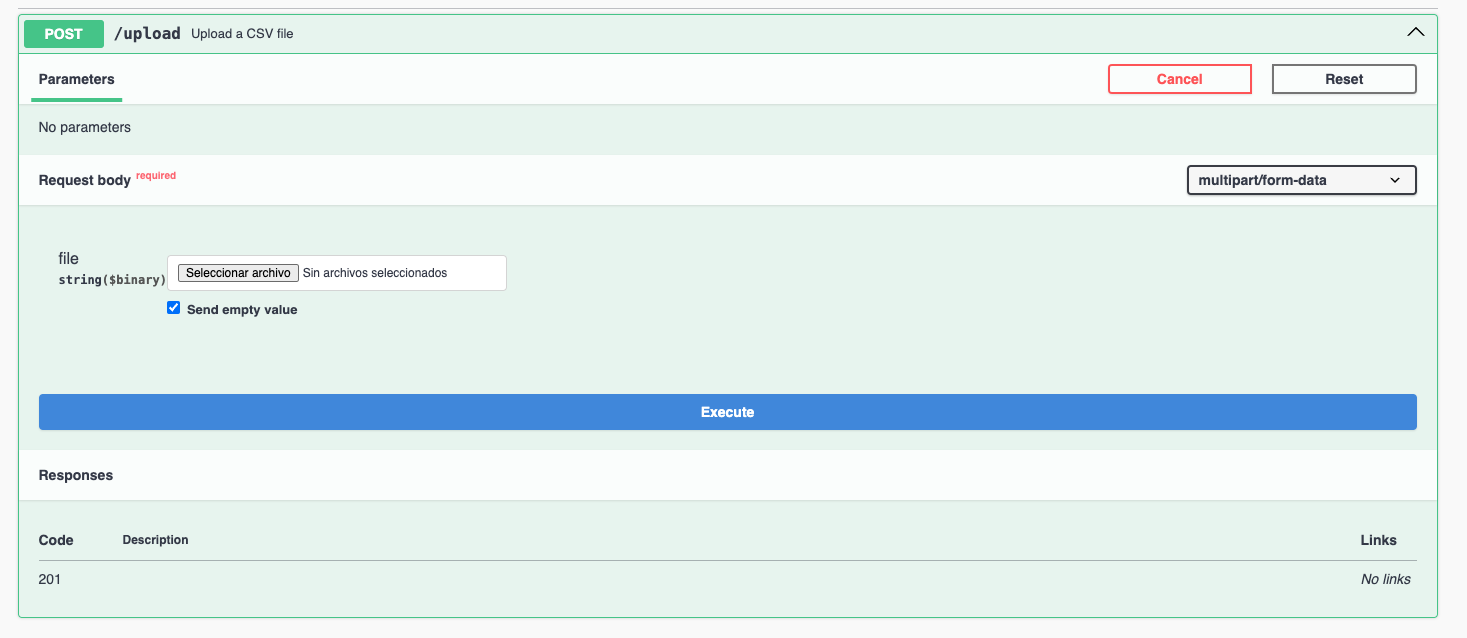 POST /upload Upload a CSV file
Parameters Cancel Reset
No parameters
Request body required multipart/form-data
file
string($binary) Seleccionar archivo Sin archivos seleccionados
Send empty value
Execute
Responses
Code Description Links
201 No links